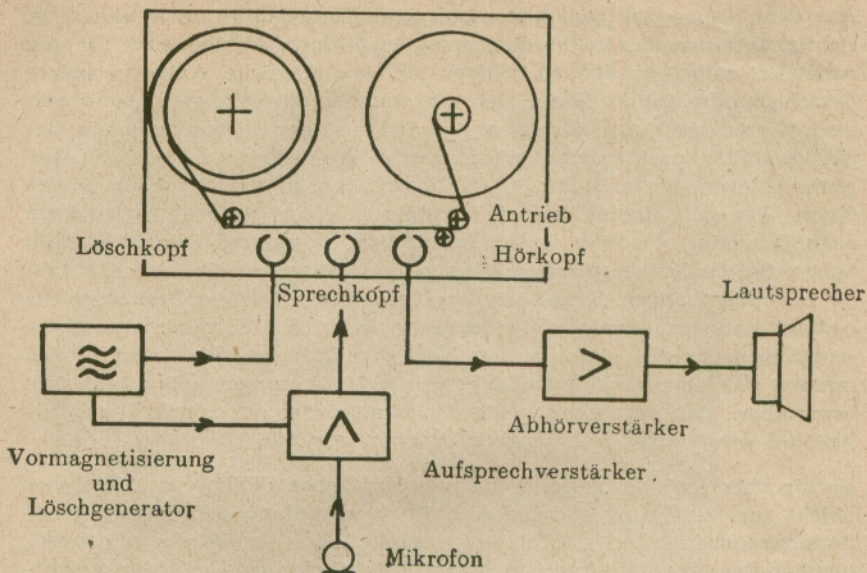 Antrieb
Löschkopf
Hörkopf
Sprechkopf
Lautsprecher
Abhörverstärker
Vormagnetisierung
und
Löschgenerator
Aufsprechverstärker.
Mikrofon